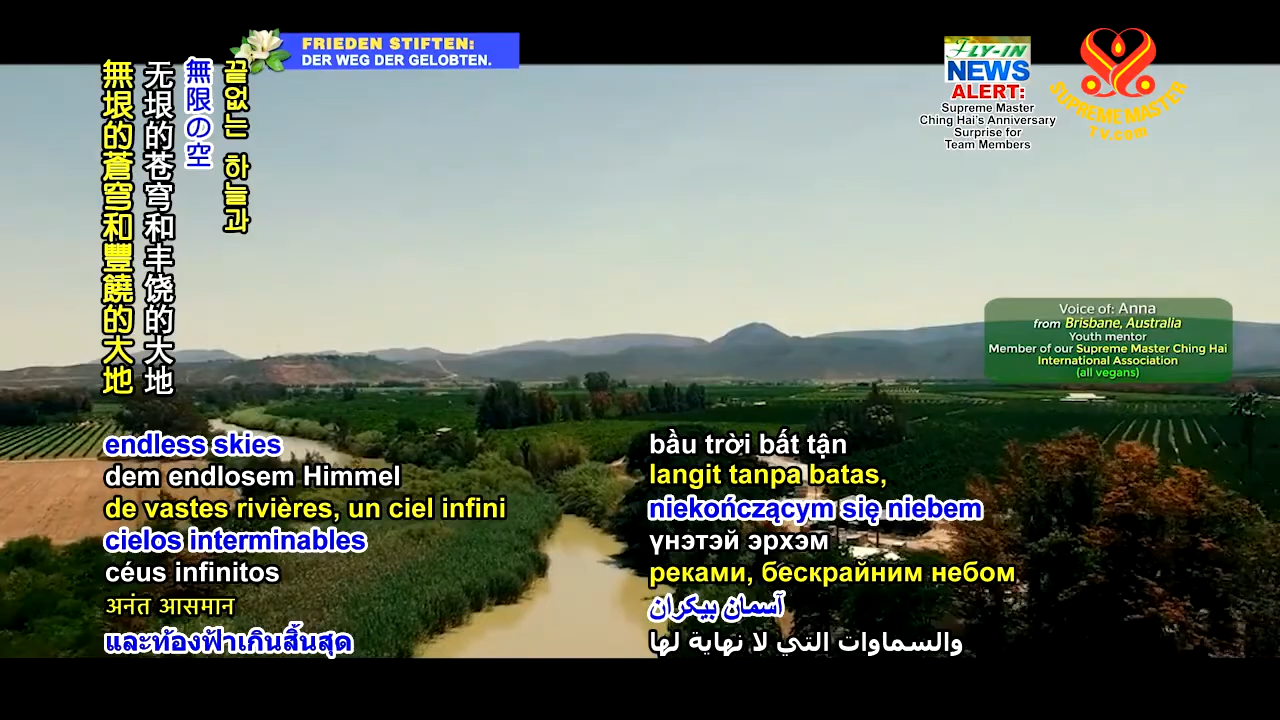 FRIEDEN STIFTEN:
DER WEG DER GELOBTEN.
FLY-IN
NEWS
ALERT:
Supreme Master
Ching Hai's Anniversary
Surprise for
Team Members
SUPREME MASTER
TV.com
끝없는 하늘과
無限の空
无垠的苍穹和丰饶的大地
無垠的蒼穹和豐饒的大地
Voice of: Anna
from Brisbane, Australia
Youth mentor
Member of our Supreme Master Ching Hai
International Association
(all vegans)
endless skies
dem endlosem Himmel
de vastes rivières, un ciel infini
cielos interminables
céus infinitos
अनंत आसमान
และท้องฟ้าเกินสิ้นสุด
bầu trời bất tận
langit tanpa batas,
niekończącym się niebem
үнэтэй эрхэм
реками, бескрайним небом
آسمان بیکران
والسماوات التي لا نهاية لها